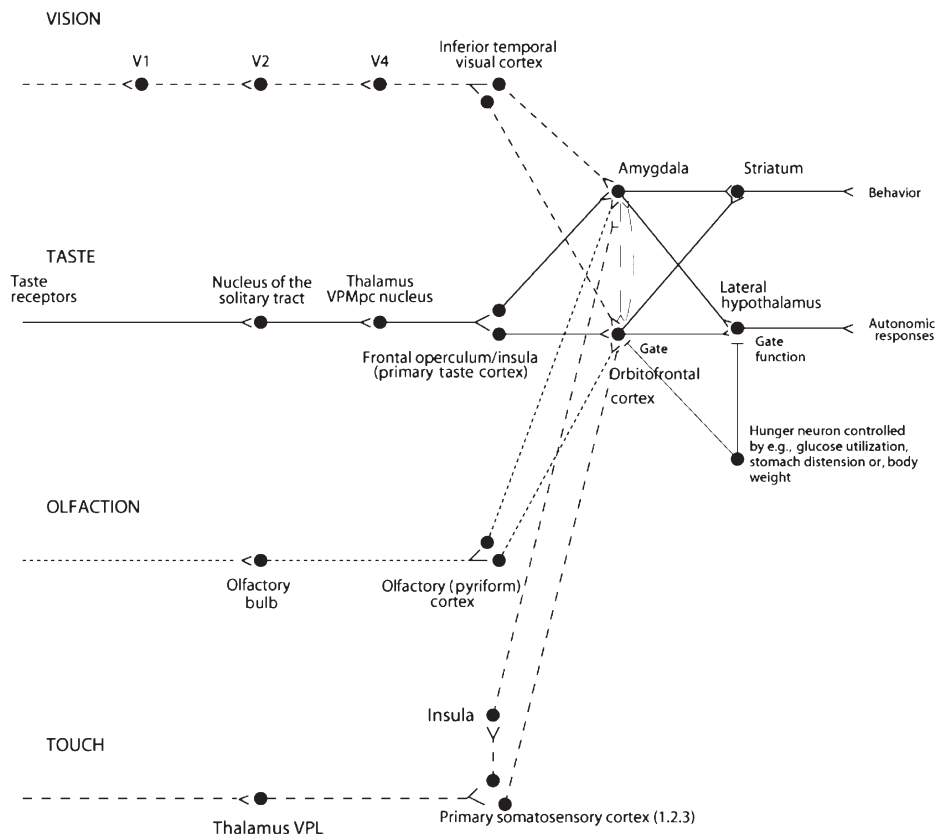 VISION
V1
V2
V4
Inferior temporal
visual cortex
Amygdala
Striatum
Behavior
TASTE
Taste
receptors
Nucleus of the
solitary tract
Thalamus
VPMpc nucleus
Frontal operculum/insula
(primary taste cortex)
Gate
Orbitofrontal
cortex
Lateral
hypothalamus
Gate
function
Autonomic
responses
Hunger neuron controlled
by e.g., glucose utilization,
stomach distension or, body
weight
OLFACTION
Olfactory
bulb
Olfactory (pyriform)
cortex
Insula
TOUCH
Thalamus VPL
Primary somatosensory cortex (1.2.3)